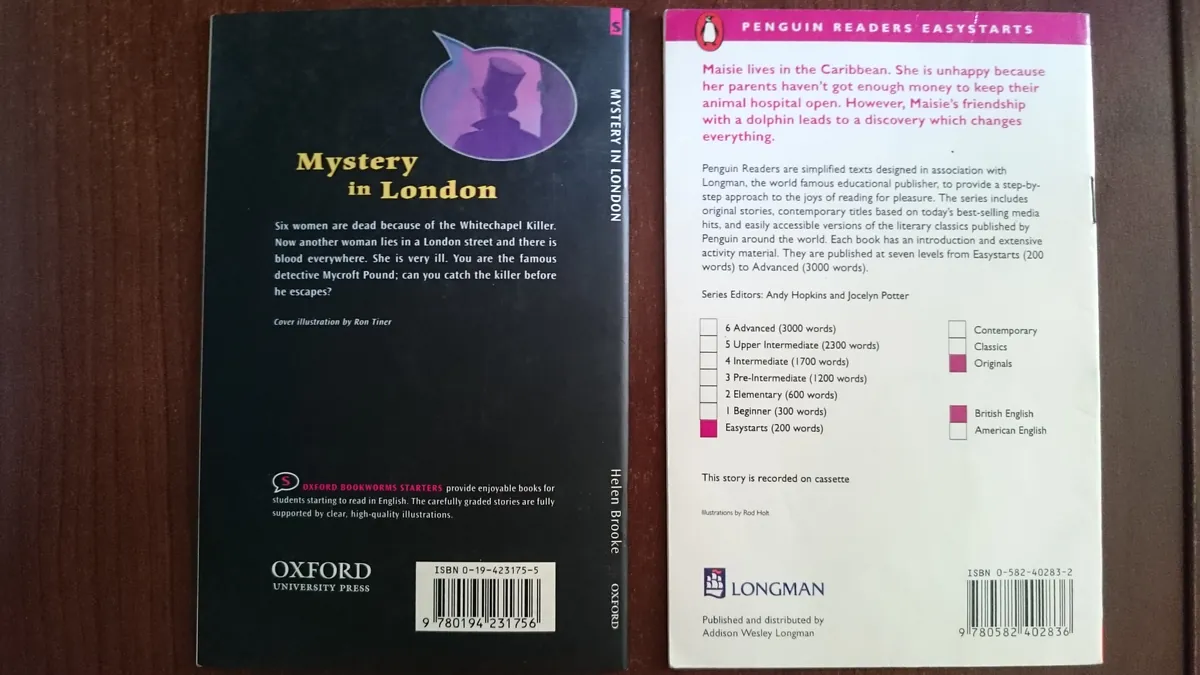 Mystery
in London
Six women are dead because of the Whitechapel Killer.
Now another woman lies in a London street and there is
blood everywhere. She is very ill. You are the famous
detective Mycroft Pound; can you catch the killer before
he escapes?
Cover illustration by Ron Tiner
S OXFORD BOOKWORMS STARTERS provide enjoyable books for
students starting to read in English. The carefully graded stories are fully
supported by clear, high-quality illustrations.
OXFORD
UNIVERSITY PRESS
ISBN 0-19-423175-5
9 780194 231756
S
MYSTERY IN LONDON
Helen Brooke
OXFORD
PENGUIN READERS EASYSTARTS
Maisie lives in the Caribbean. She is unhappy because
her parents haven't got enough money to keep their
animal hospital open. However, Maisie's friendship
with a dolphin leads to a discovery which changes
everything.
Penguin Readers are simplified texts designed in association with
Longman, the world famous educational publisher, to provide a step-by-
step approach to the joys of reading for pleasure. The series includes
original stories, contemporary titles based on today's best-selling media
hits, and easily accessible versions of the literary classics published by
Penguin around the world. Each book has an introduction and extensive
activity material. They are published at seven levels from Easystarts (200
words) to Advanced (3000 words).
Series Editors: Andy Hopkins and Jocelyn Potter
6 Advanced (3000 words)
5 Upper Intermediate (2300 words)
4 Intermediate (1700 words)
3 Pre-Intermediate (1200 words)
2 Elementary (600 words)
1 Beginner (300 words)
Easystarts (200 words)
Contemporary
Classics
Originals
British English
American English
This story is recorded on cassette
Illustrations by Rod Holt
LONGMAN
Published and distributed by
Addison Wesley Longman
ISBN 0-582-40283-2
9 780582 402836